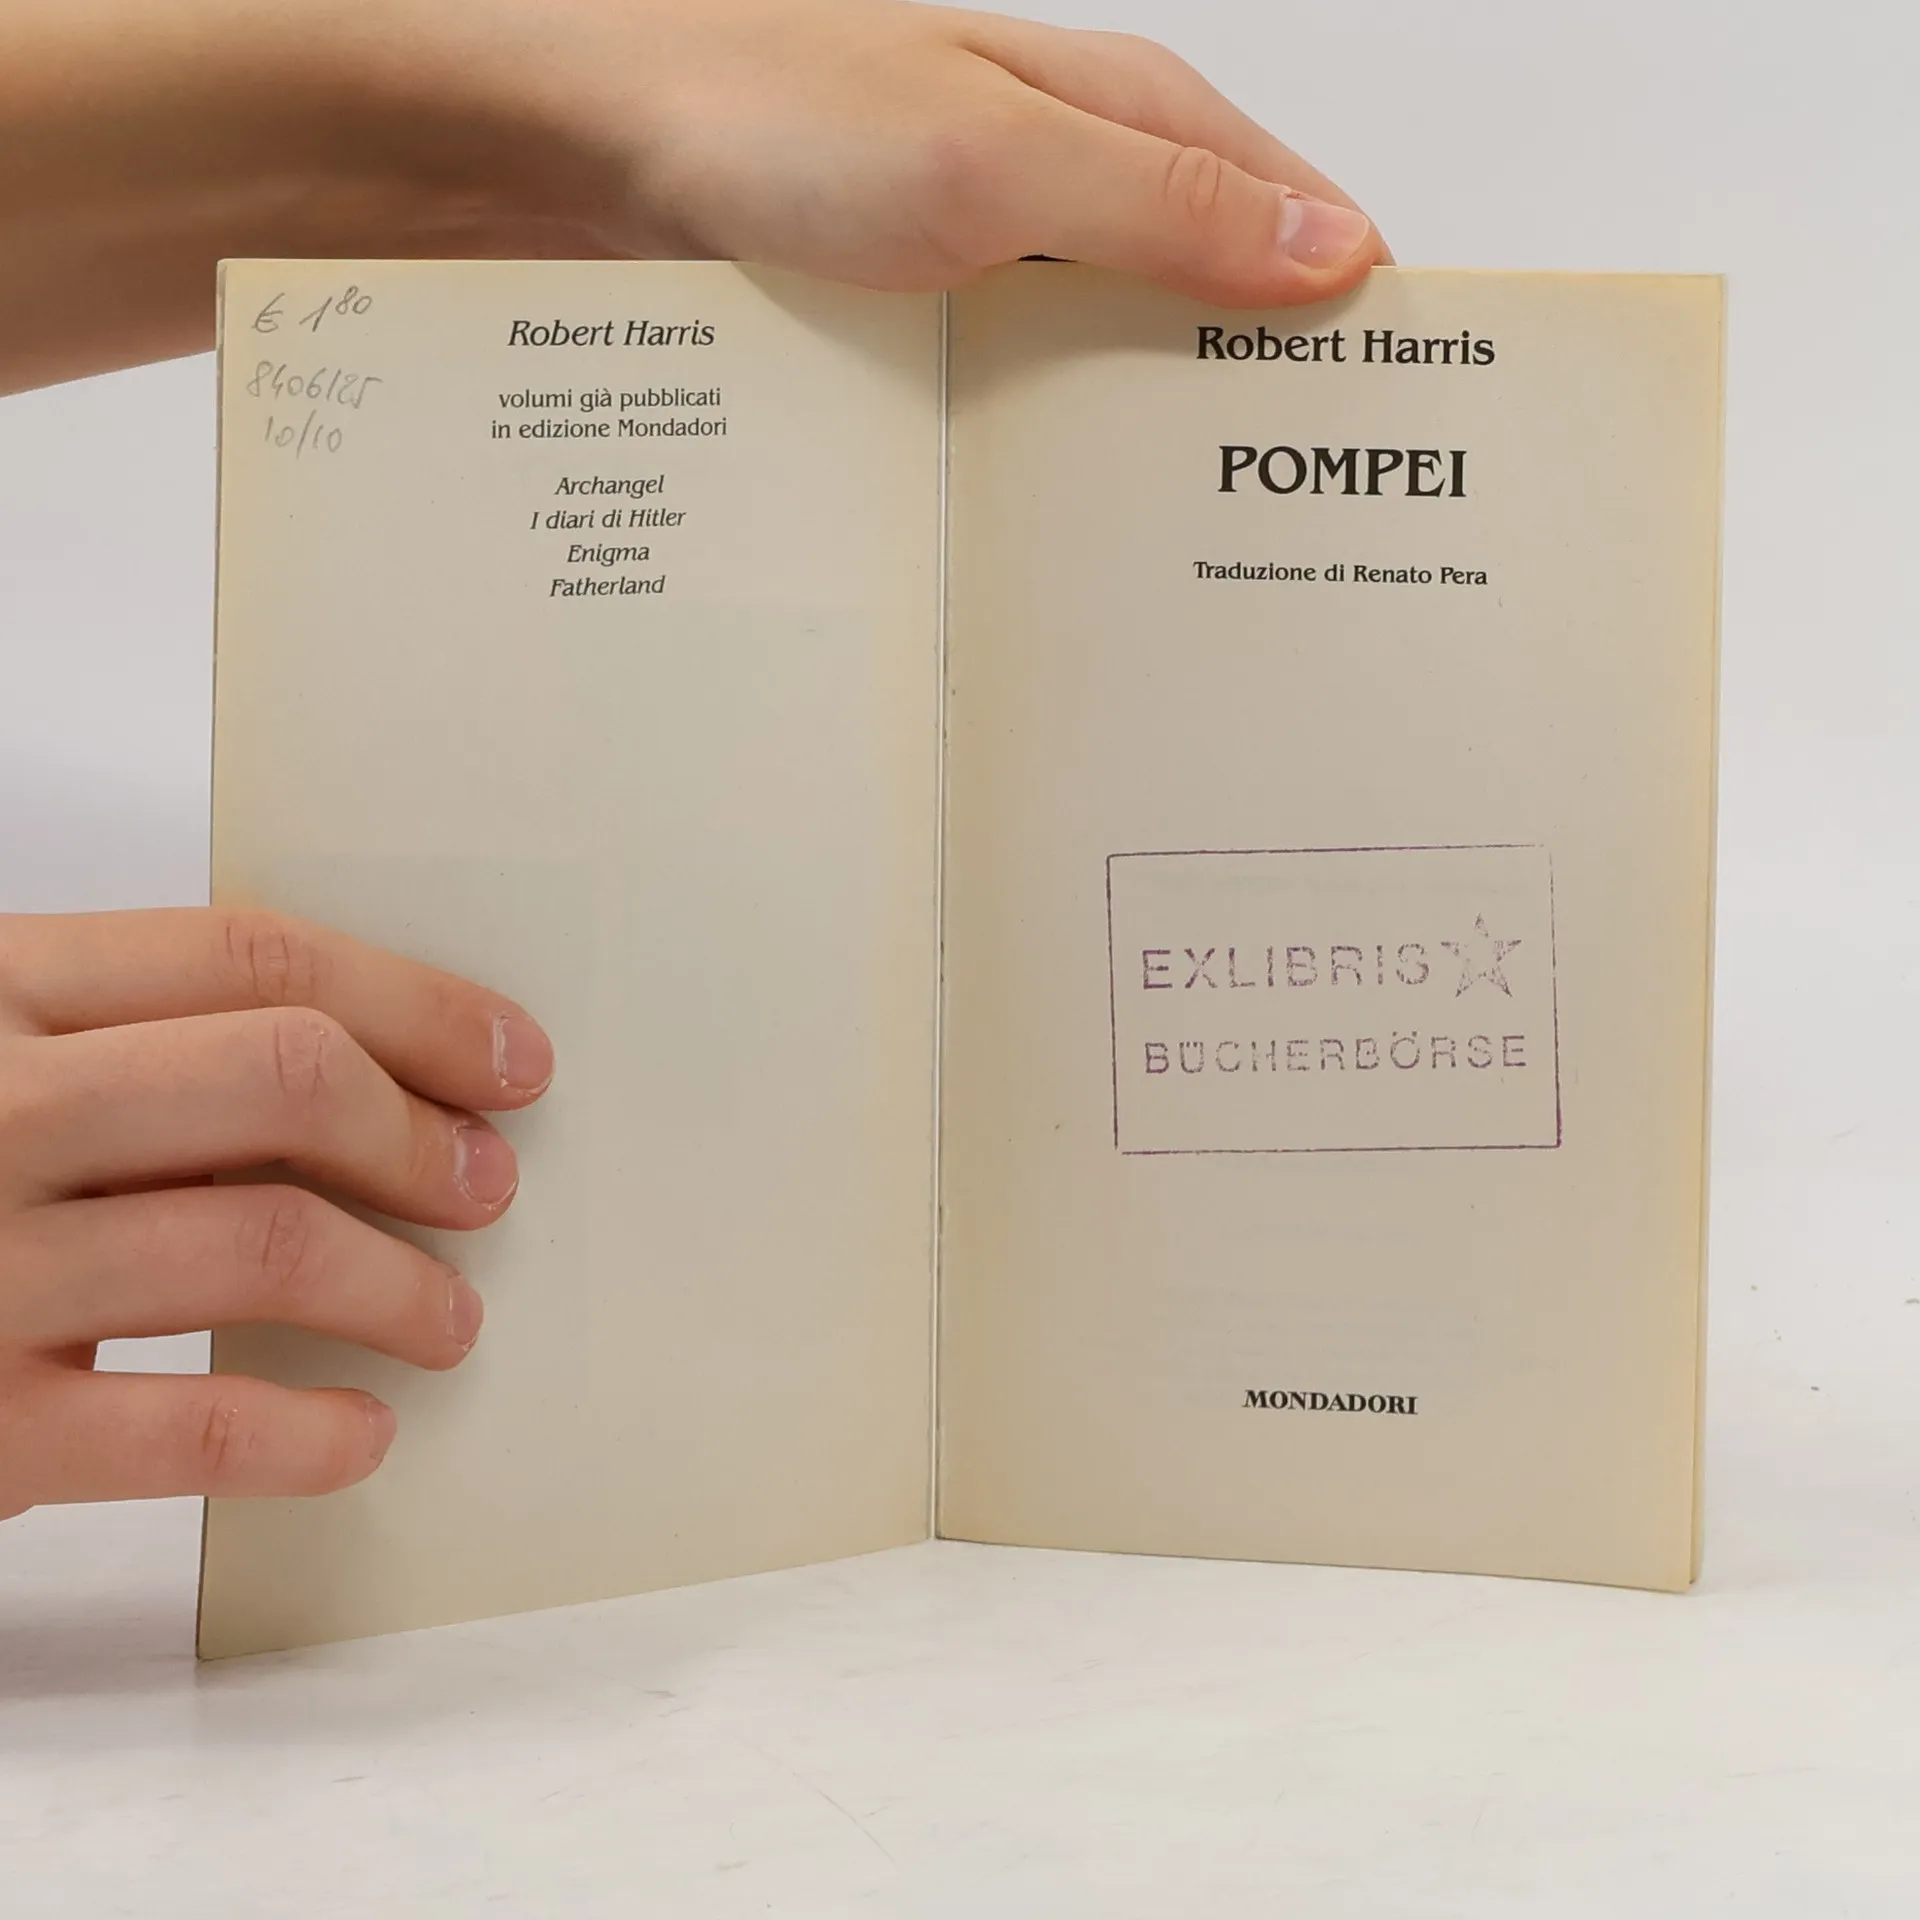 € 1 80
8406/25
10/10
Robert Harris
volumi già pubblicati
in edizione Mondadori
Archangel
I diari di Hitler
Enigma
Fatherland
Robert Harris
POMPEI
Traduzione di Renato Pera
EXLIBRIS
BÜCHERBÖRSE
MONDADORI